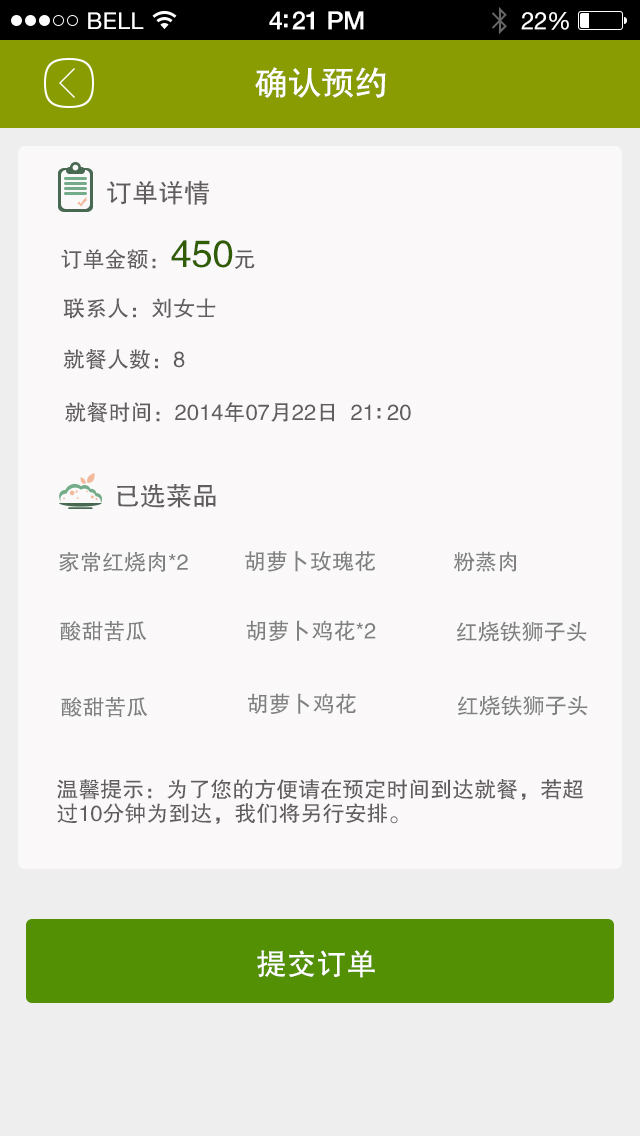 BELL 4:21 PM 22%
确认预约
订单详情
订单金额：450元
联系人：刘女士
就餐人数：8
就餐时间：2014年07月22日 21:20
已选菜品
家常红烧肉*2 胡萝卜玫瑰花 粉蒸肉
酸甜苦瓜 胡萝卜鸡花*2 红烧铁狮子头
酸甜苦瓜 胡萝卜鸡花 红烧铁狮子头
温馨提示：为了您的方便请在预定时间到达就餐，若超
过10分钟为到达，我们将另行安排。
提交订单